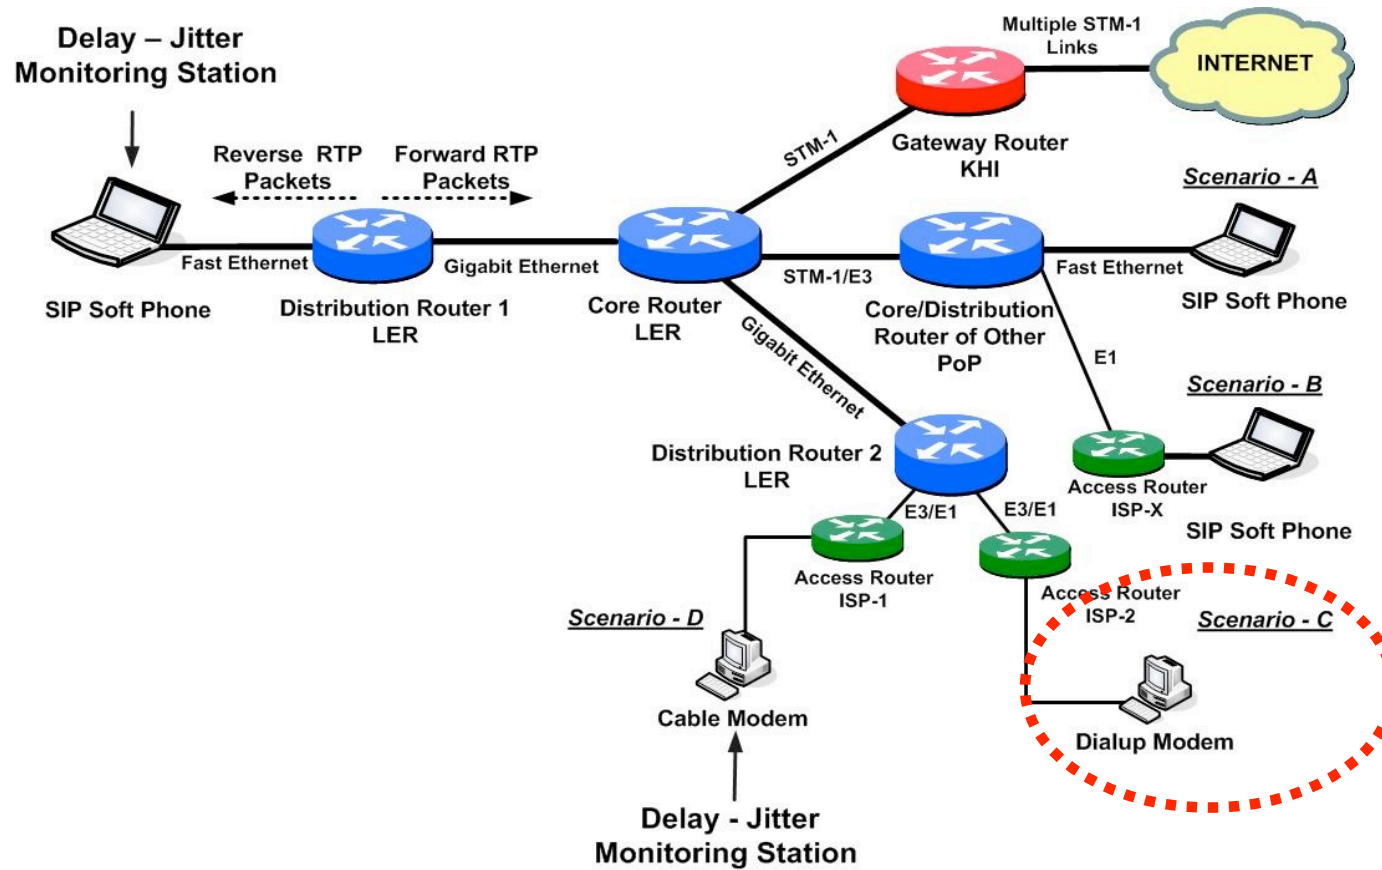 Delay – Jitter
Monitoring Station
Multiple STM-1
Links
INTERNET
STM-1
Gateway Router
KHI
Reverse RTP
Packets
Forward RTP
Packets
Scenario - A
Fast Ethernet
Gigabit Ethernet
STM-1/E3
Fast Ethernet
SIP Soft Phone
Distribution Router 1
LER
Core Router
LER
Core/Distribution
Router of Other
PoP
SIP Soft Phone
Gigabit Ethernet
E1
Scenario - B
Distribution Router 2
LER
Access Router
ISP-X
SIP Soft Phone
E3/E1
E3/E1
Access Router
ISP-1
Access Router
ISP-2
Scenario - D
Scenario - C
Cable Modem
Dialup Modem
Delay - Jitter
Monitoring Station